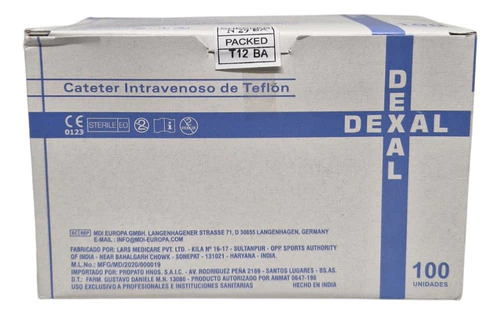 PACKED
T12 BA
Cateter Intravenoso de Teflón
CE
0123
STERILE EO
DEXAL
DEXAL
EC REP MDI EUROPA GMBH, LANGENHAGENER STRASSE 71, D 30855 LANGENHAGEN, GERMANY
E-MAIL : INFO@MDI-EUROPA.COM
FABRICADO POR: LARS MEDICARE PVT. LTD. - KILA Nº 16-17 - SULTANPUR - OPP SPORTS AUTHORITY
OF INDIA - NEAR BAHALGARH CHOWK - SONEPAT - 131021 - HARYANA - INDIA.
M.L. NO.: MFG/MD/2020/000019
IMPORTADO POR: PROPATO HNOS. S.A.I.C. - AV. RODRIGUEZ PEÑA 2169 - SANTOS LUGARES - BS.AS.
D.T.: FARM. GUSTAVO DANIELE M.N. 13086 - PRODUCTO AUTORIZADO POR ANMAT 0647-198
USO EXCLUSIVO A PROFESIONALES E INSTITUCIONES SANITARIAS HECHO EN INDIA
100
UNIDADES